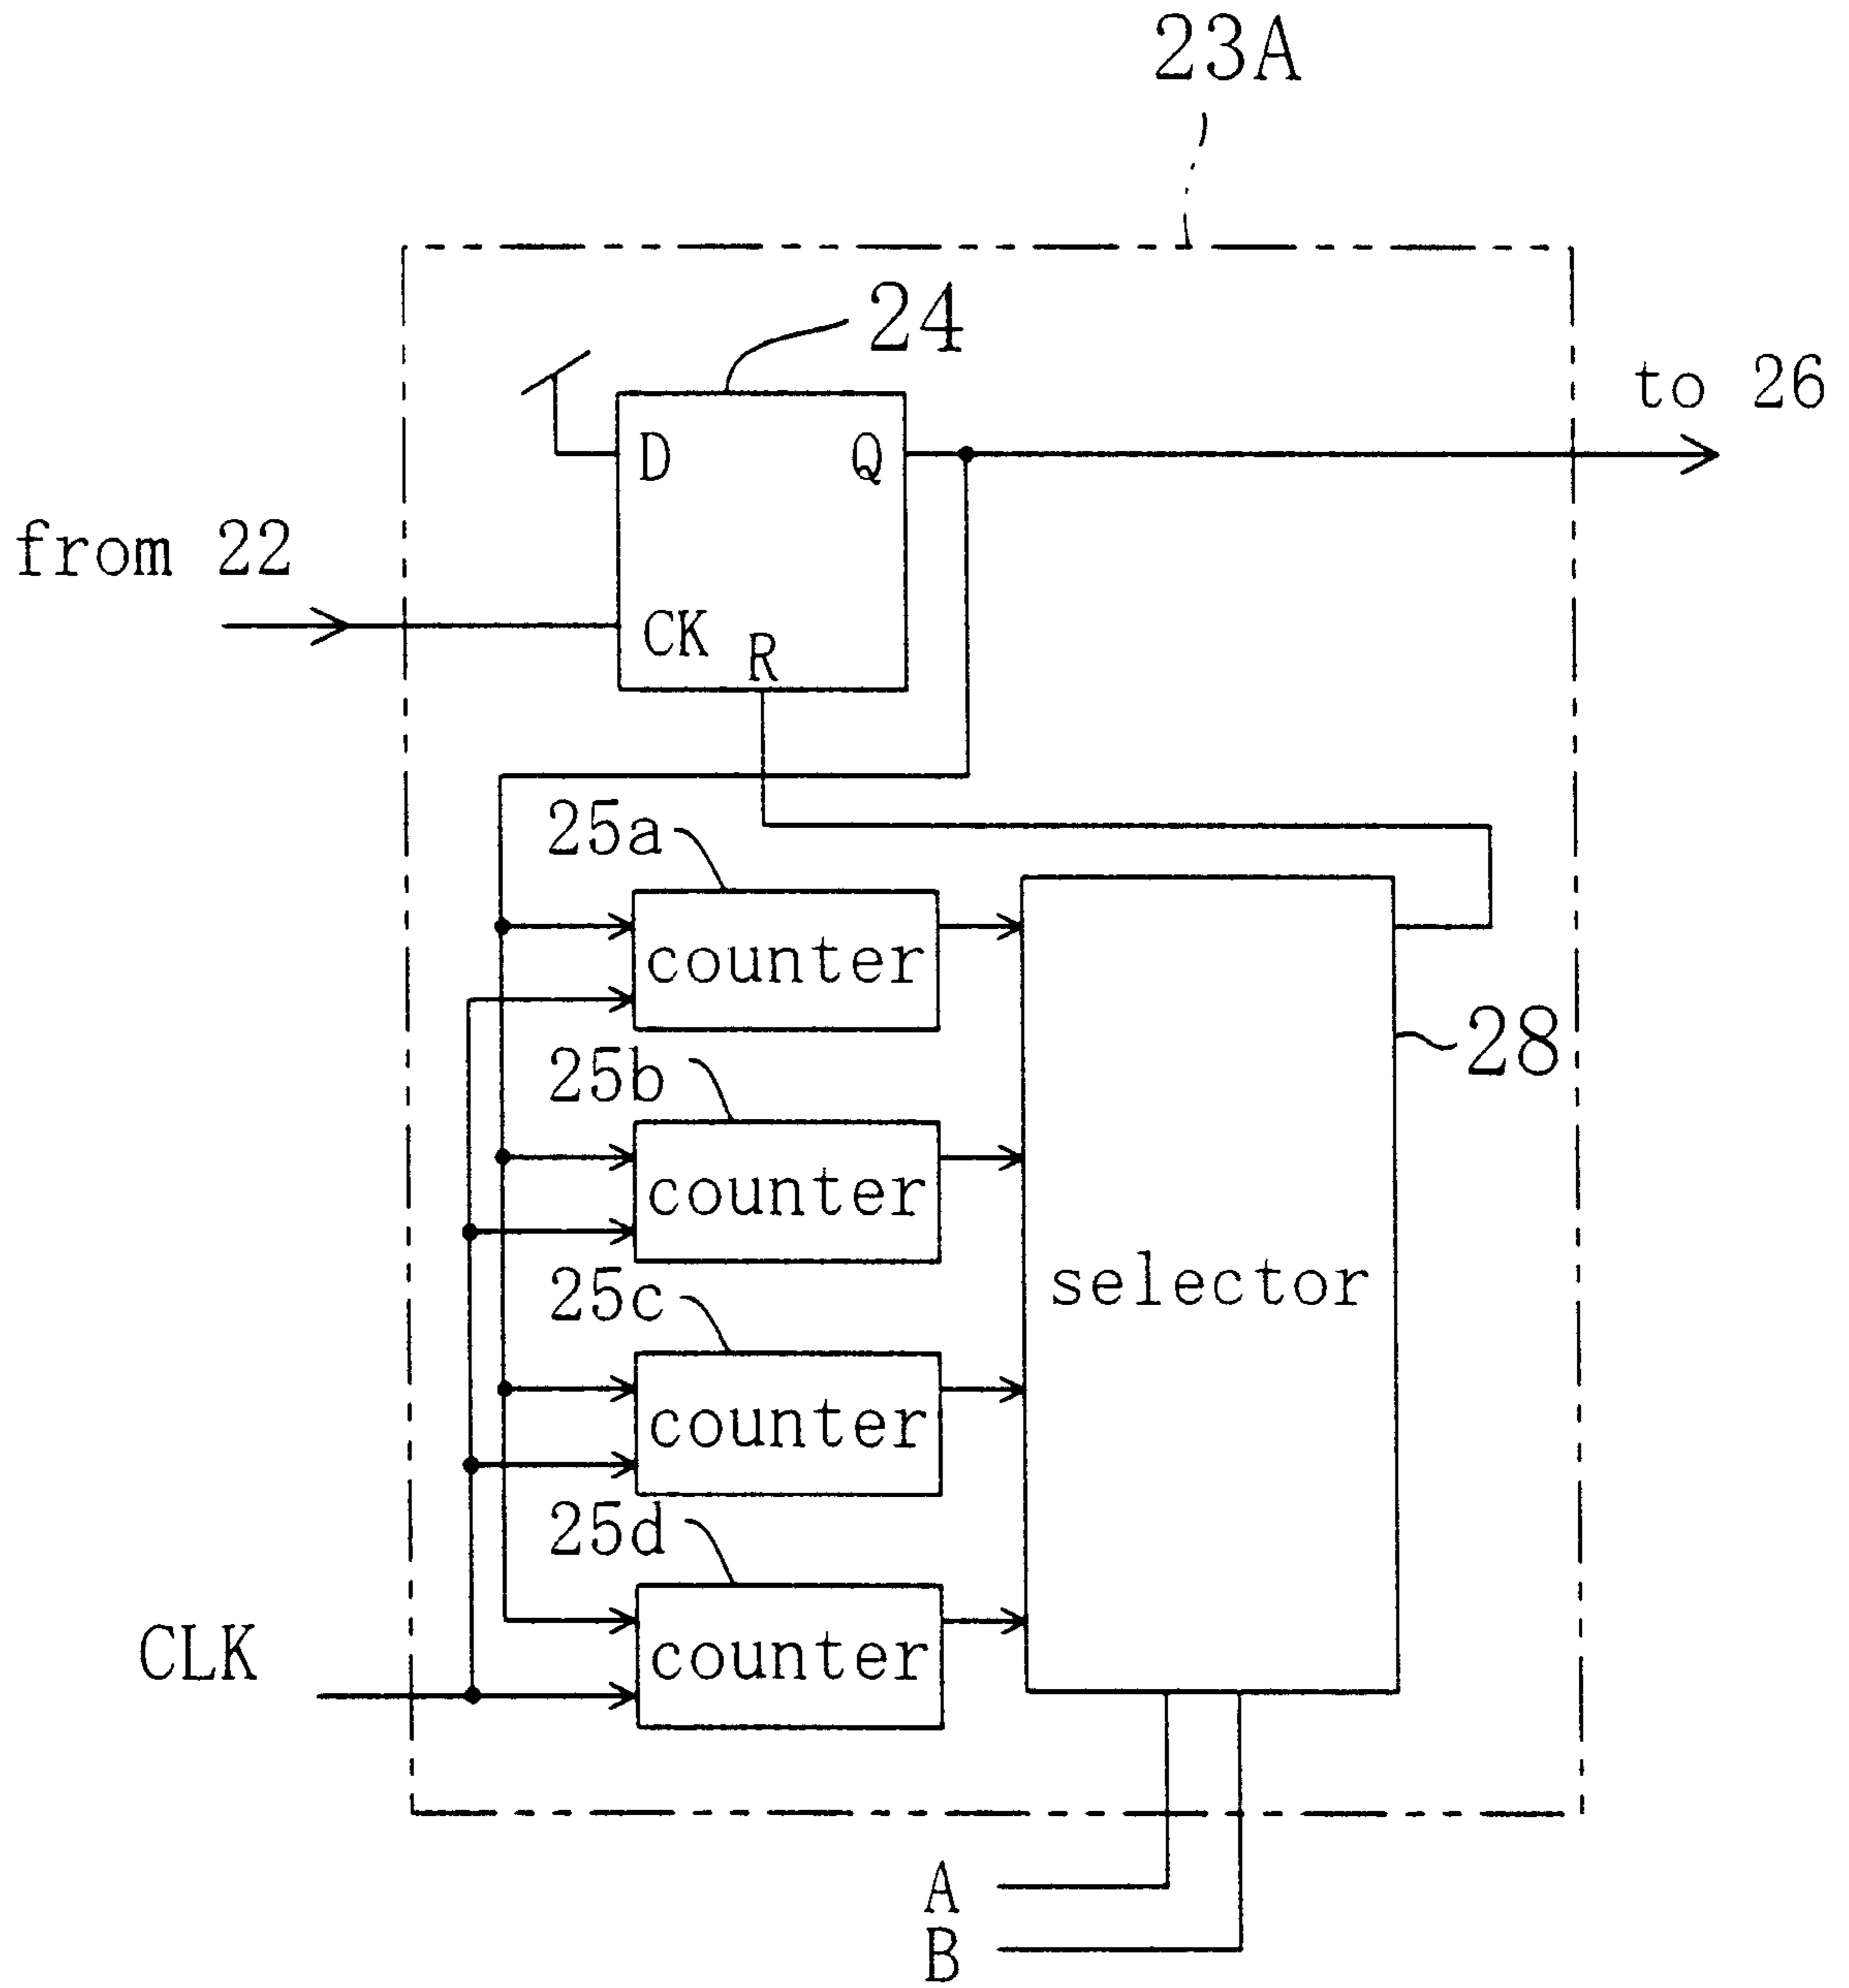 23A
24
to 26
D
Q
from 22
CK
R
25a
counter
28
25b
counter
selector
25c
counter
25d
counter
CLK
A
B